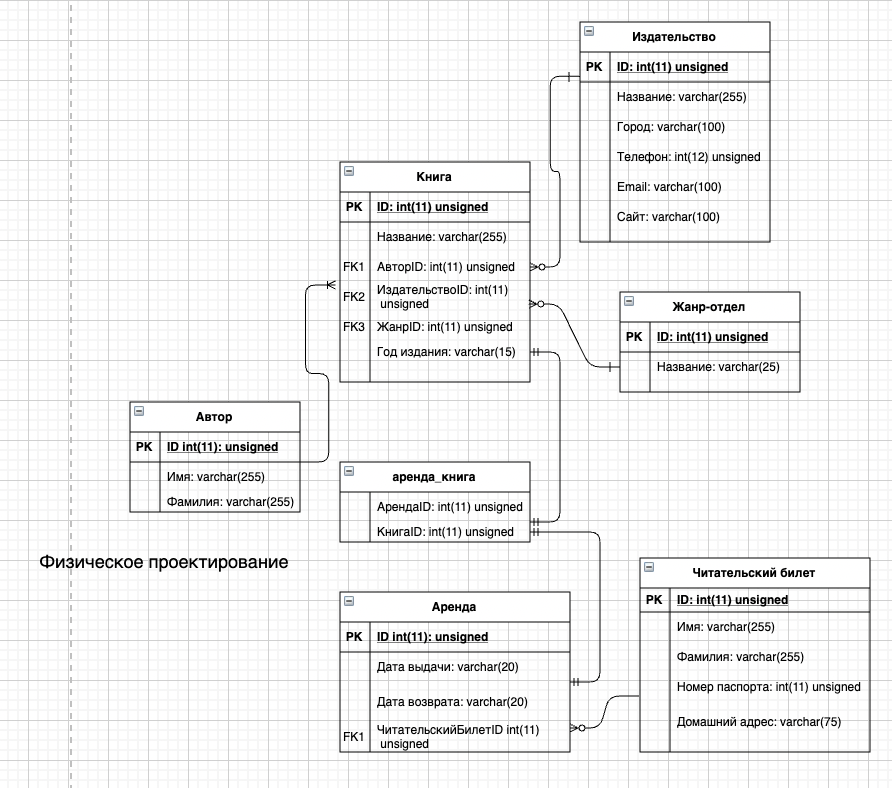 Издательство
PK ID: int(11) unsigned
Название: varchar(255)
Город: varchar(100)
Телефон: int(12) unsigned
Email: varchar(100)
Сайт: varchar(100)
Книга
PK ID: int(11) unsigned
Название: varchar(255)
FK1 АвторID: int(11) unsigned
FK2 ИздательствоID: int(11)
unsigned
FK3 ЖанрID: int(11) unsigned
Год издания: varchar(15)
Жанр-отдел
PK ID: int(11) unsigned
Название: varchar(25)
Автор
PK ID int(11): unsigned
Имя: varchar(255)
Фамилия: varchar(255)
аренда_книга
АрендаID: int(11) unsigned
КнигаID: int(11) unsigned
Физическое проектирование
Аренда
PK ID int(11): unsigned
Дата выдачи: varchar(20)
Дата возврата: varchar(20)
FK1 ЧитательскийБилетID int(11)
unsigned
Читательский билет
PK ID: int(11) unsigned
Имя: varchar(255)
Фамилия: varchar(255)
Номер паспорта: int(11) unsigned
Домашний адрес: varchar(75)